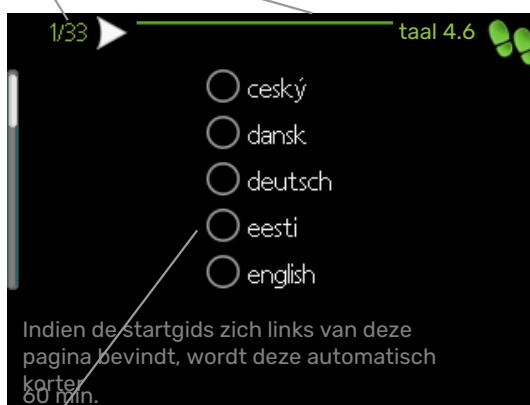 1/33
taal 4.6
ceský
dansk
deutsch
eesti
english
Indien de startgids zich links van deze
pagina bevindt, wordt deze automatisch
korter
60 min.